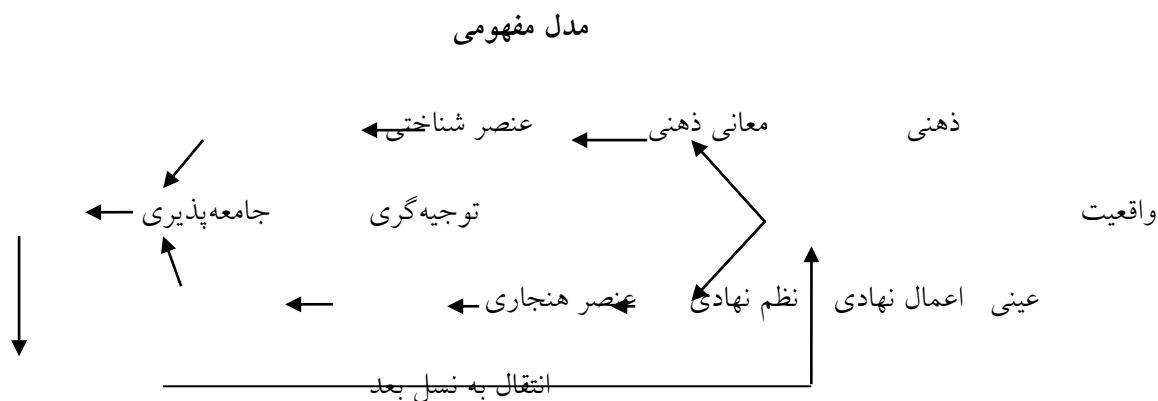 مدل مفهومی
ذهنی معانی ذهنی عنصر شناختی
واقعیت توجیه‌گری جامعه‌پذیری
عینی اعمال نهادی نظم نهادی عنصر هنجاری
انتقال به نسل بعد